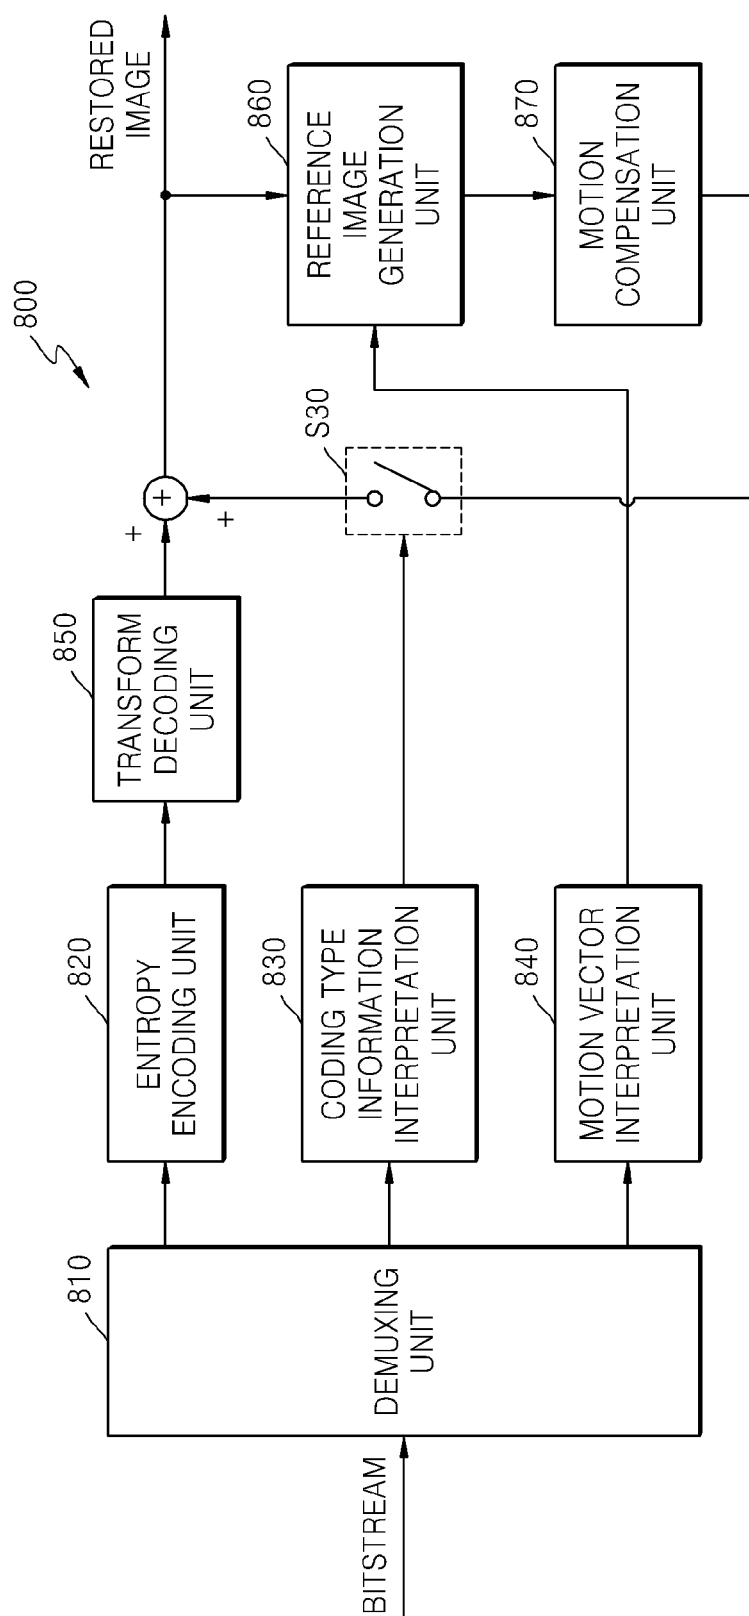 800
BITSTREAM
810
DEMUXING
UNIT
820
ENTROPY
ENCODING UNIT
830
CODING TYPE
INFORMATION
INTERPRETATION
UNIT
840
MOTION VECTOR
INTERPRETATION
UNIT
850
TRANSFORM
DECODING
UNIT
+
+
+
S30
RESTORED
IMAGE
860
REFERENCE
IMAGE
GENERATION
UNIT
870
MOTION
COMPENSATION
UNIT